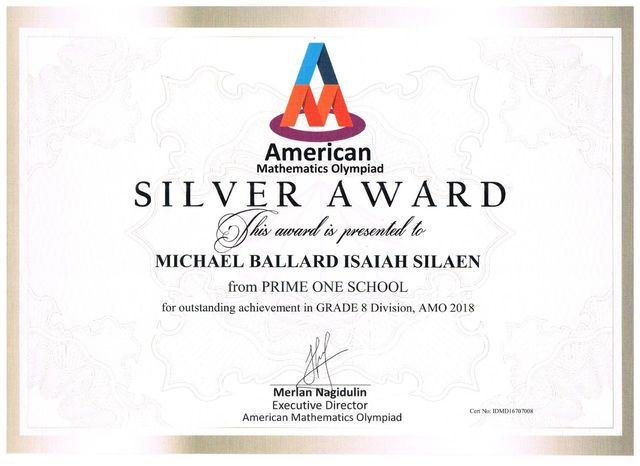 American
Mathematics Olympiad
SILVER AWARD
This award is presented to
MICHAEL BALLARD ISAIAH SILAEN
from PRIME ONE SCHOOL
for outstanding achievement in GRADE 8 Division, AMO 2018
Merlan Nagidulin
Executive Director
American Mathematics Olympiad
Cert No: IDMD16707008